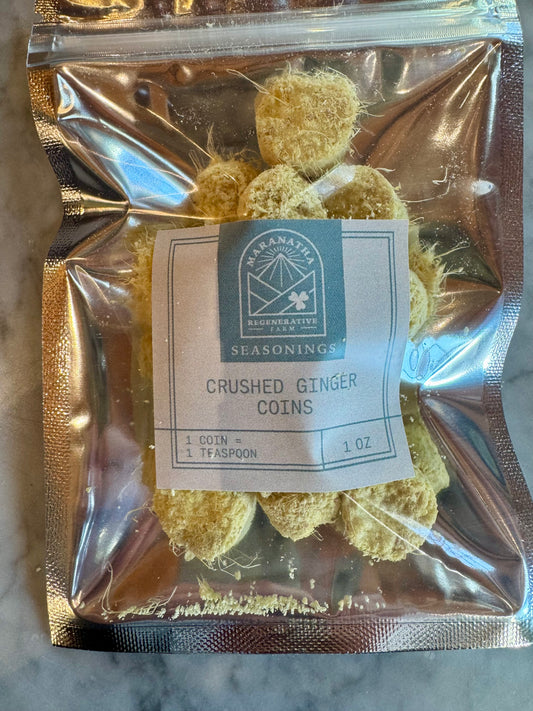 MARANATHA
REGENERATIVE
FARM
SEASONINGS
CRUSHED GINGER
COINS
1 COIN =
1 TEASPOON
1 OZ